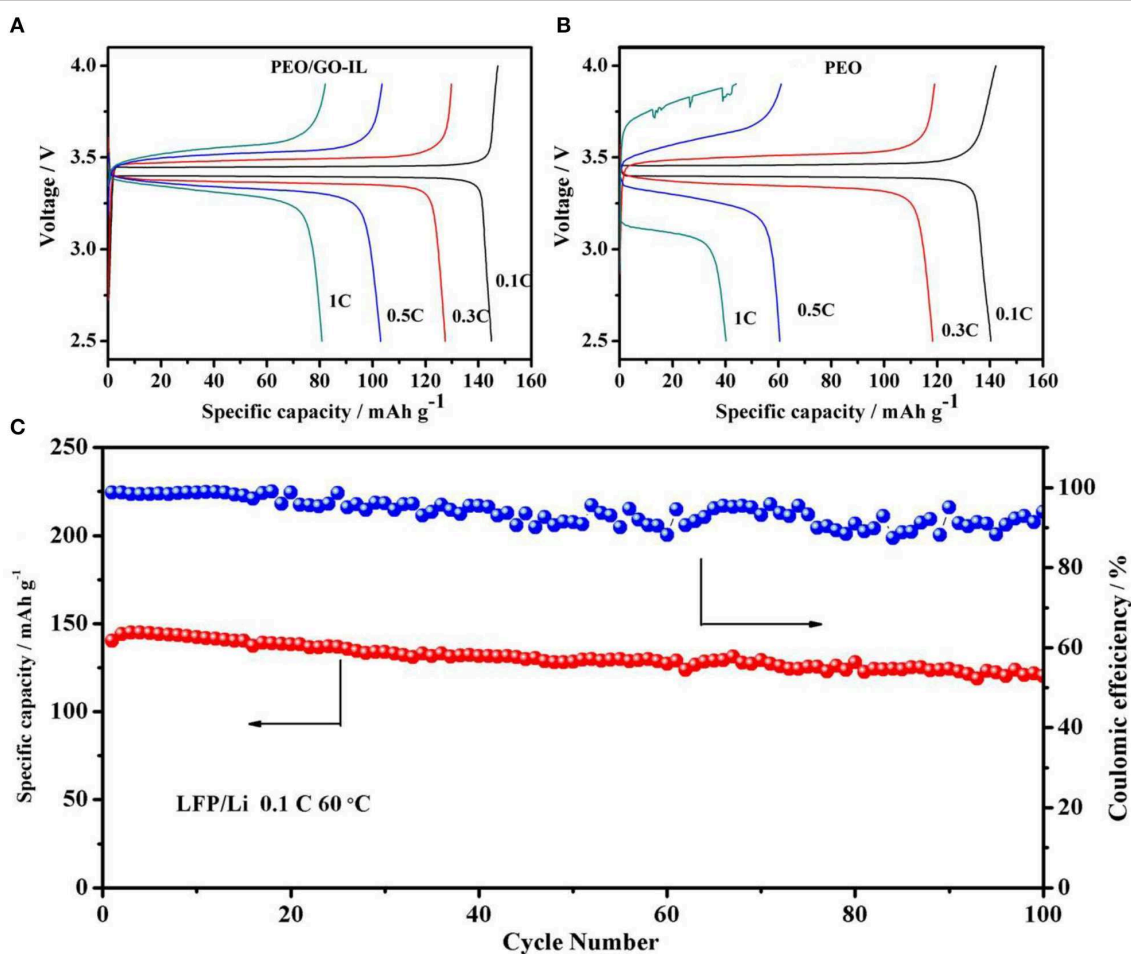 A
PEO/GO-IL
4.0
3.5
3.0
2.5
Voltage / V
1C
0.5C
0.3C
0.1C
0 20 40 60 80 100 120 140 160
Specific capacity / mAh g-1
B
PEO
4.0
3.5
3.0
2.5
Voltage / V
1C
0.5C
0.3C
0.1C
0 20 40 60 80 100 120 140 160
Specific capacity / mAh g-1
C
250
200
150
100
50
0
Specific capacity / mAh g-1
LFP/Li 0.1 C 60 °C
100
80
60
40
20
0
Coulomic effeiciency / %
0 20 40 60 80 100
Cycle Number